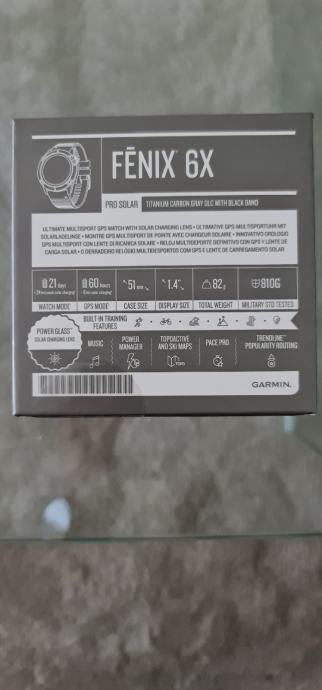 FĒNIX® 6X
PRO SOLAR TITANIUM CARBON GRAY DLC WITH BLACK BAND
ULTIMATE MULTISPORT GPS WATCH WITH SOLAR CHARGING LENS • ULTIMATIVE GPS-MULTISPORTUHR MIT
SOLARLADELINSE • MONTRE GPS MULTISPORT DE POINTE AVEC CHARGEUR SOLAIRE • INNOVATIVO OROLOGIO
GPS MULTISPORT CON LENTE DI RICARICA SOLARE • RELOJ MULTIDEPORTE DEFINITIVO CON GPS Y LENTE DE
CARGA SOLAR • O DERRADEIRO RELÓGIO MULTIDESPORTOS COM GPS E LENTE DE CARREGAMENTO SOLAR
21 days 60 hours 51 mm 1.4" 82g 810G
WATCH MODE GPS MODE CASE SIZE DISPLAY SIZE TOTAL WEIGHT MILITARY STD TESTED
BUILT-IN TRAINING
FEATURES
POWER GLASS™
SOLAR CHARGING LENS
MUSIC
POWER
MANAGER
TOPOACTIVE
AND SKI MAPS
PACE PRO
TRENDLINE™
POPULARITY ROUTING
GARMIN.